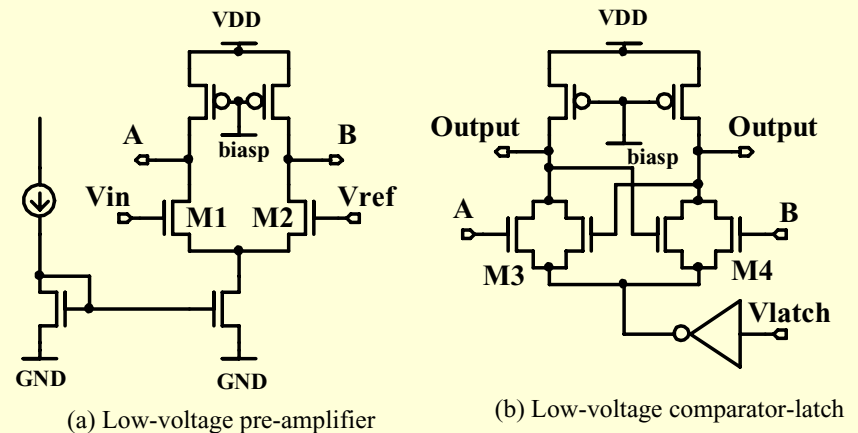 VDD
A
B
biasp
Vin
Vref
M1
M2
GND
GND
(a) Low-voltage pre-amplifier
VDD
Output
Output
biasp
A
B
M3
M4
Vlatch
(b) Low-voltage comparator-latch